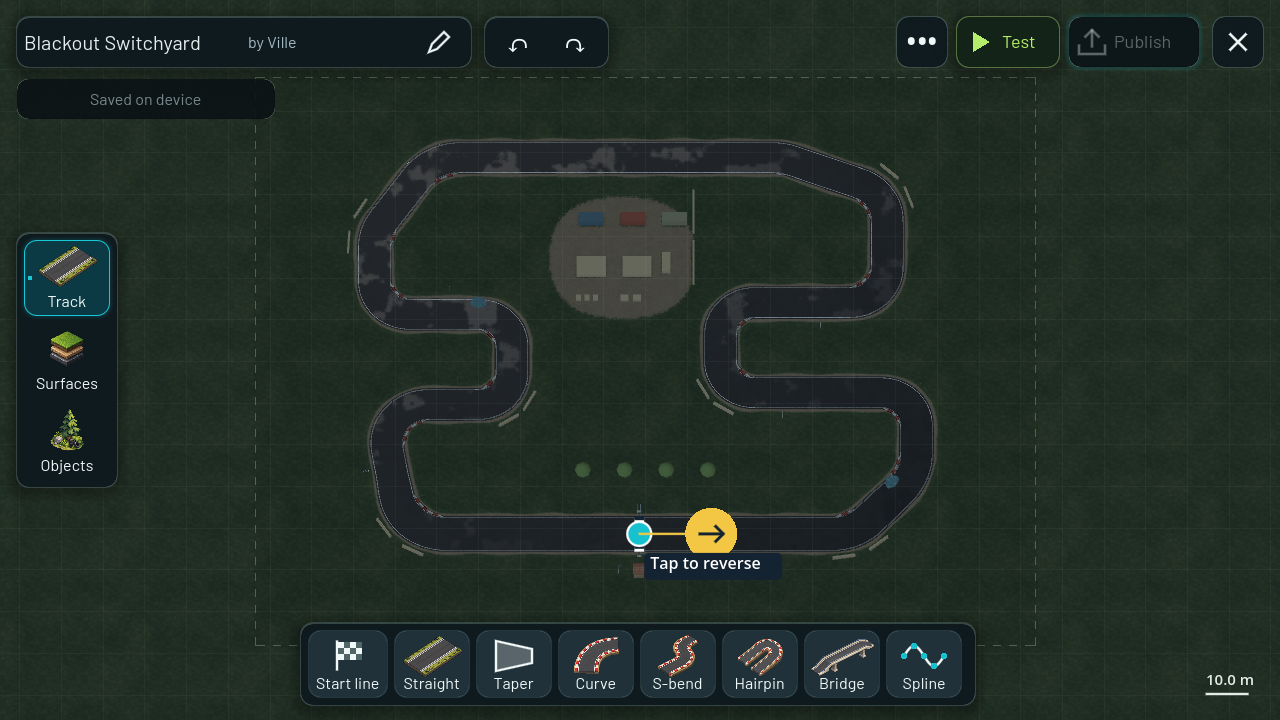 Blackout Switchyard
by Ville
Test
Publish
Saved on device
Track
Surfaces
Objects
Tap to reverse
Start line
Straight
Taper
Curve
S-bend
Hairpin
Bridge
Spline
10.0 m